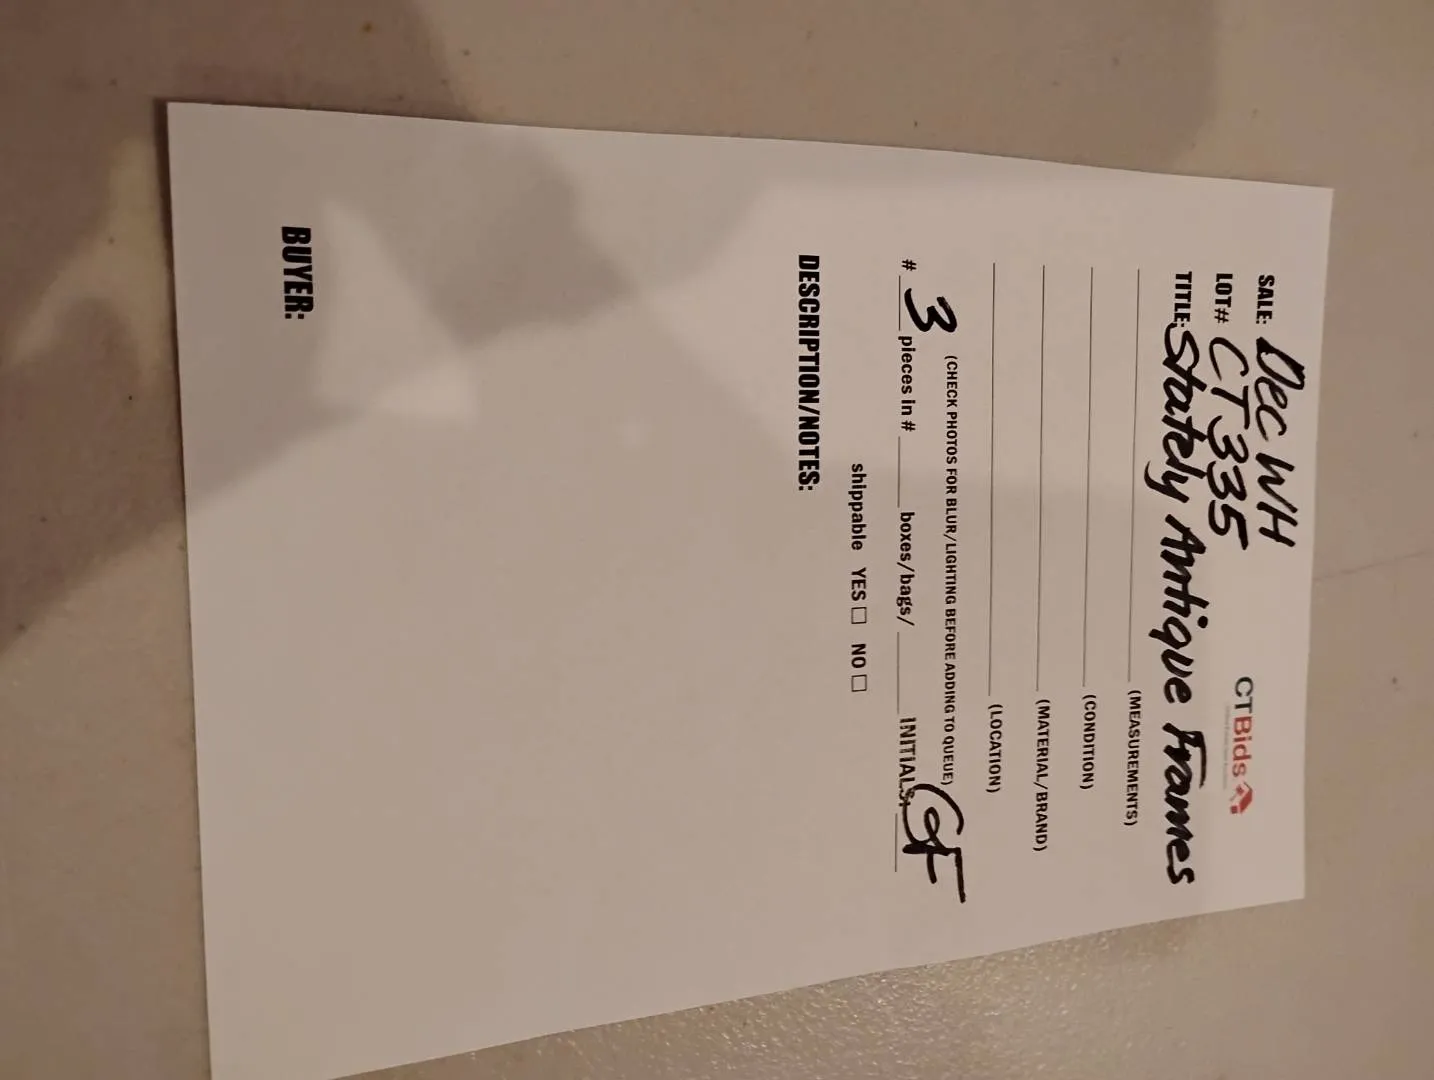 SALE: Dec WH
LOT# CT335
CTBids
TITLE: Stately Antique Frames
(MEASUREMENTS)
(CONDITION)
(MATERIAL/BRAND)
(LOCATION)
(CHECK PHOTOS FOR BLUR/LIGHTING BEFORE ADDING TO QUEUE)
# 3 pieces in # boxes/bags/ INITIALS: GF
shippable YES □ NO □
DESCRIPTION/NOTES:
BUYER: